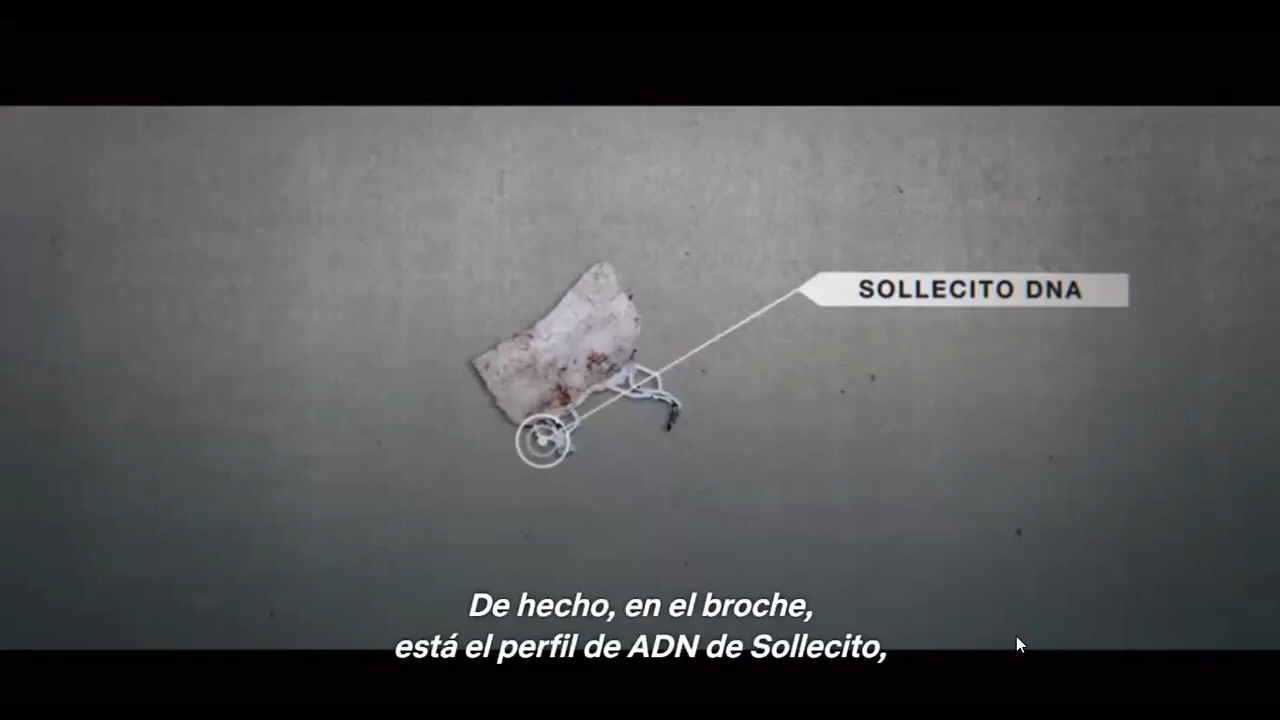 SOLLECITO DNA
De hecho, en el broche,
está el perfil de ADN de Sollecito,